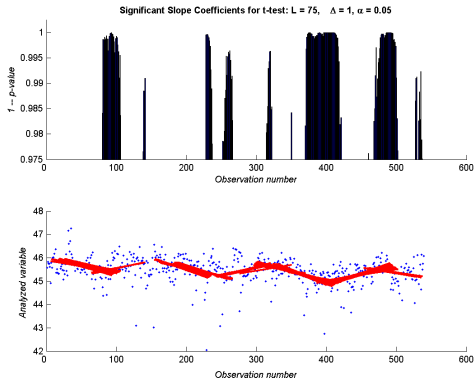 Significant Slope Coefficients for t-test: L = 75, Δ = 1, α = 0.05
1
0.995
0.99
0.985
0.98
0.975
1 -- p-value
0 100 200 300 400 500 600
Observation number
48
47
46
45
44
43
42
Analyzed variable
0 100 200 300 400 500 600
Observation number